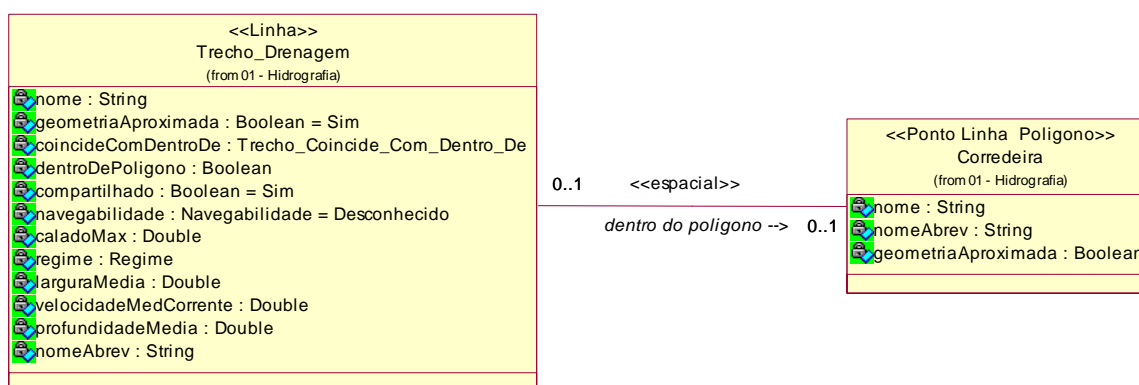 <<Linha>>
Trecho_Drenagem
(from 01 - Hidrografia)
nome : String
geometriaAproximada : Boolean = Sim
coincideComDentroDe : Trecho_Coincide_Com_Dentro_De
dentroDePoligono : Boolean
compartilhado : Boolean = Sim
navegabilidade : Navegabilidade = Desconhecido
caladoMax : Double
regime : Regime
larguraMedia : Double
velocidadeMedCorrente : Double
profundidadeMedia : Double
nomeAbrev : String
0..1 <<espacial>>
dentro do poligono --> 0..1
<<Ponto Linha Poligono>>
Corredeira
(from 01 - Hidrografia)
nome : String
nomeAbrev : String
geometriaAproximada : Boolean